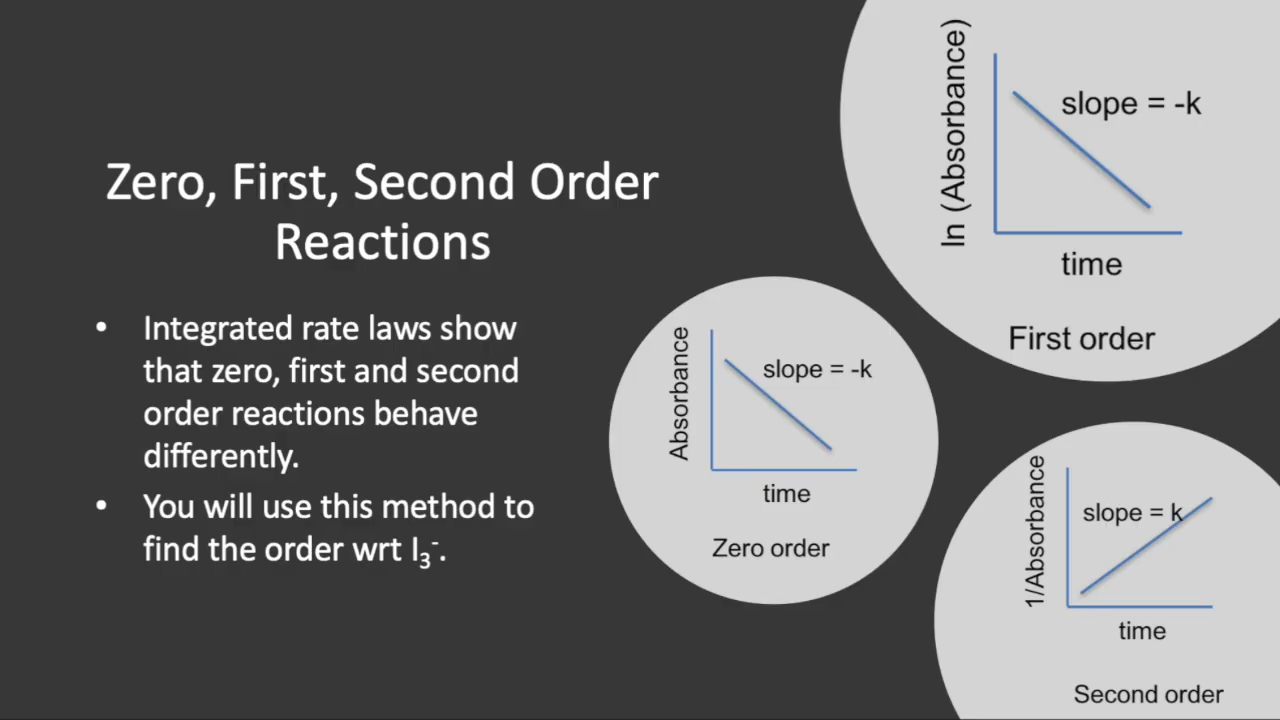 Zero, First, Second Order
Reactions
• Integrated rate laws show
that zero, first and second
order reactions behave
differently.
• You will use this method to
find the order wrt I₃⁻.
ln (Absorbance)
slope = -k
time
First order
Absorbance
slope = -k
time
Zero order
1/Absorbance
slope = k
time
Second order